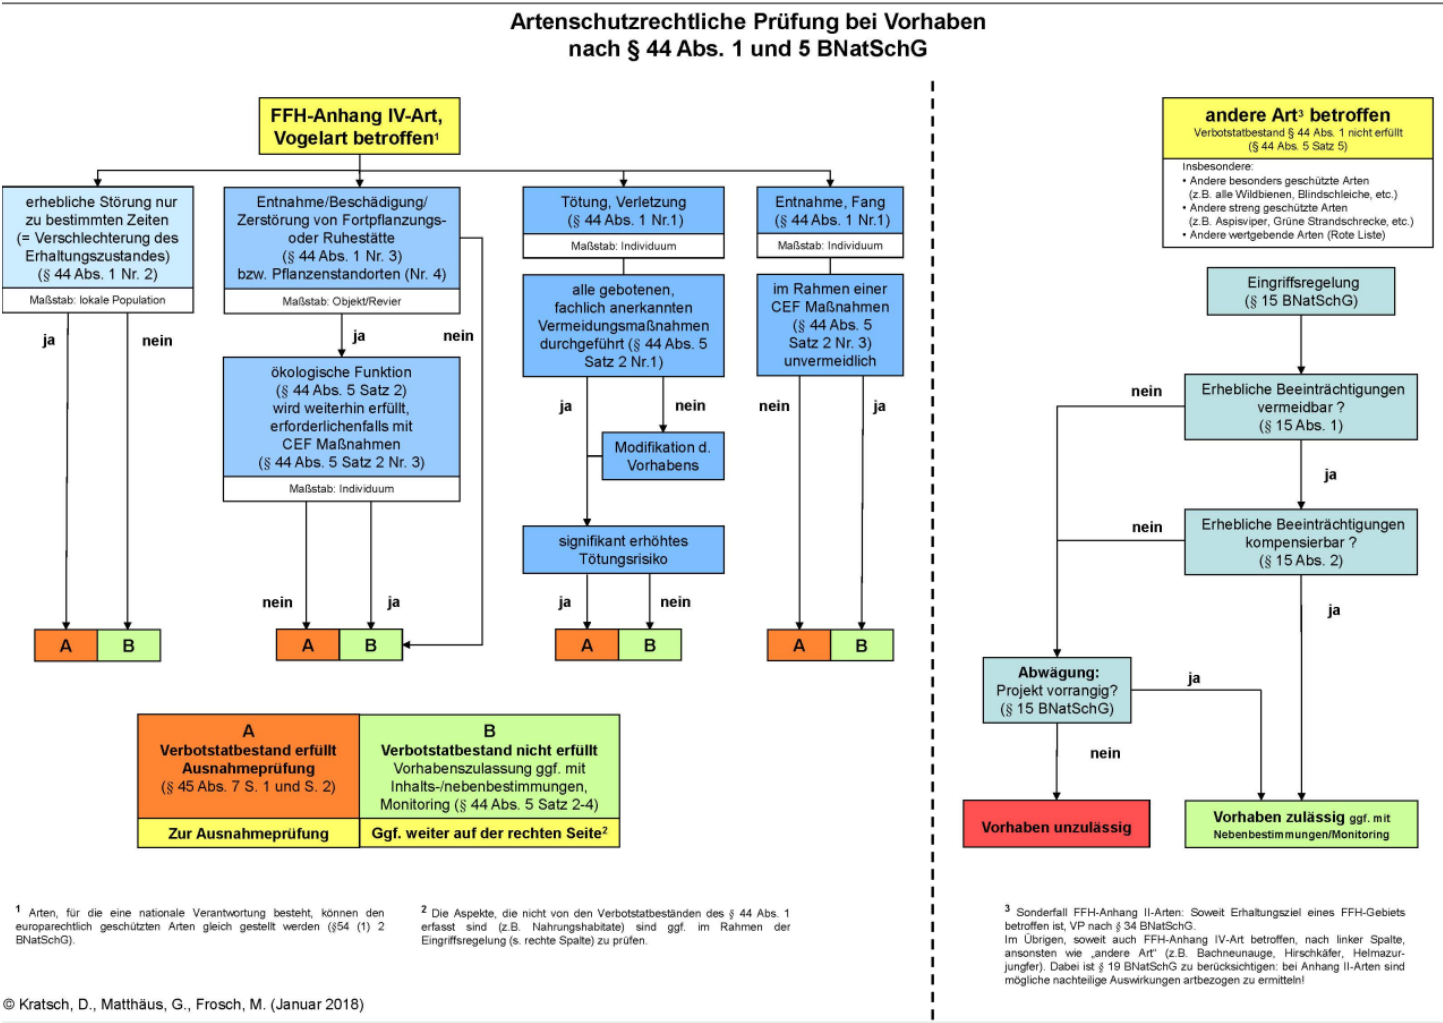 Artenschutzrechtliche Prüfung bei Vorhaben
nach § 44 Abs. 1 und 5 BNatSchG
FFH-Anhang IV-Art,
Vogelart betroffen¹
erhebliche Störung nur
zu bestimmten Zeiten
(= Verschlechterung des
Erhaltungszustandes)
(§ 44 Abs. 1 Nr. 2)
Maßstab: lokale Population
ja
nein
A
B
Entnahme/Beschädigung/
Zerstörung von Fortpflanzungs-
oder Ruhestätte
(§ 44 Abs. 1 Nr. 3)
bzw. Pflanzenstandorten (Nr. 4)
Maßstab: Objekt/Revier
ja
nein
ökologische Funktion
(§ 44 Abs. 5 Satz 2)
wird weiterhin erfüllt,
erforderlichenfalls mit
CEF Maßnahmen
(§ 44 Abs. 5 Satz 2 Nr. 3)
Maßstab: Individuum
nein
ja
A
B
Tötung, Verletzung
(§ 44 Abs. 1 Nr.1)
Maßstab: Individuum
alle gebotenen,
fachlich anerkannten
Vermeidungsmaßnahmen
durchgeführt (§ 44 Abs. 5
Satz 2 Nr.1)
ja
nein
Modifikation d.
Vorhabens
signifikant erhöhtes
Tötungsrisiko
ja
nein
A
B
Entnahme, Fang
(§ 44 Abs. 1 Nr.1)
Maßstab: Individuum
im Rahmen einer
CEF Maßnahmen
(§ 44 Abs. 5
Satz 2 Nr. 3)
unvermeidlich
nein
ja
A
B
A
Verbotstatbestand erfüllt
Ausnahmeprüfung
(§ 45 Abs. 7 S. 1 und S. 2)
Zur Ausnahmeprüfung
B
Verbotstatbestand nicht erfüllt
Vorhabenszulassung ggf. mit
Inhalts-/nebenbestimmungen,
Monitoring (§ 44 Abs. 5 Satz 2-4)
Ggf. weiter auf der rechten Seite²
¹ Arten, für die eine nationale Verantwortung besteht, können den
europarechtlich geschützten Arten gleich gestellt werden (§54 (1) 2
BNatSchG).
² Die Aspekte, die nicht von den Verbotstatbeständen des § 44 Abs. 1
erfasst sind (z.B. Nahrungshabitate) sind ggf. im Rahmen der
Eingriffsregelung (s. rechte Spalte) zu prüfen.
© Kratsch, D., Matthäus, G., Frosch, M. (Januar 2018)
andere Art³ betroffen
Verbotstatbestand § 44 Abs. 1 nicht erfüllt
(§ 44 Abs. 5 Satz 5)
Insbesondere:
• Andere besonders geschützte Arten
(z.B. alle Wildbienen, Blindschleiche, etc.)
• Andere streng geschützte Arten
(z.B. Aspisviper, Grüne Strandschrecke, etc.)
• Andere wertgebende Arten (Rote Liste)
Eingriffsregelung
(§ 15 BNatSchG)
Erhebliche Beeinträchtigungen
vermeidbar ?
(§ 15 Abs. 1)
nein
ja
Erhebliche Beeinträchtigungen
kompensierbar ?
(§ 15 Abs. 2)
nein
ja
Abwägung:
Projekt vorrangig?
(§ 15 BNatSchG)
ja
nein
Vorhaben unzulässig
Vorhaben zulässig ggf. mit
Nebenbestimmungen/Monitoring
³ Sonderfall FFH-Anhang II-Arten: Soweit Erhaltungsziel eines FFH-Gebiets
betroffen ist, VP nach § 34 BNatSchG.
Im Übrigen, soweit auch FFH-Anhang IV-Art betroffen, nach linker Spalte,
ansonsten wie „andere Art" (z.B. Bachneunauge, Hirschkäfer, Helmazur-
jungfer). Dabei ist § 19 BNatSchG zu berücksichtigen: bei Anhang II-Arten sind
mögliche nachteilige Auswirkungen artbezogen zu ermitteln!